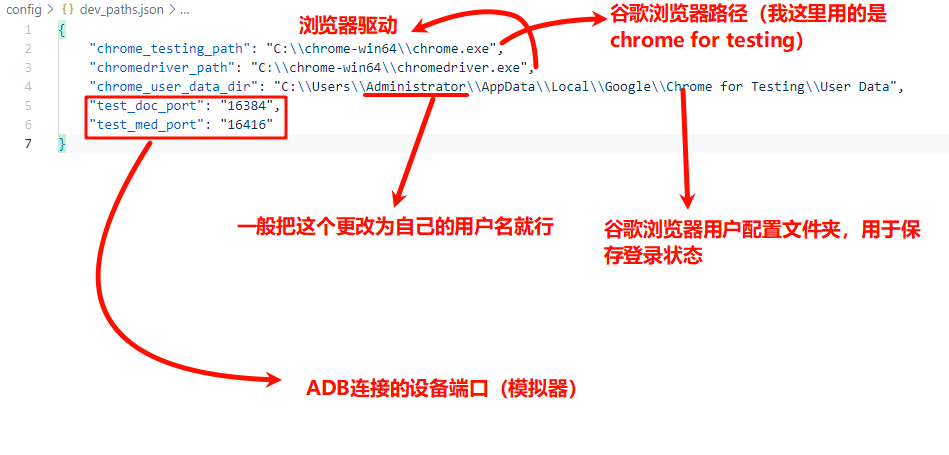 config > {} dev_paths.json > ...
浏览器驱动
谷歌浏览器路径（我这里用的是
chrome for testing）
1 {
2 "chrome_testing_path": "C:\\chrome-win64\\chrome.exe",
3 "chromedriver_path": "C:\\chrome-win64\\chromedriver.exe",
4 "chrome_user_data_dir": "C:\\Users\\Administrator\\AppData\\Local\\Google\\Chrome for Testing\\User Data",
5 "test_doc_port": "16384",
6 "test_med_port": "16416"
7 }
一般把这个更改为自己的用户名就行
谷歌浏览器用户配置文件夹，用于保
存登录状态
ADB连接的设备端口（模拟器）